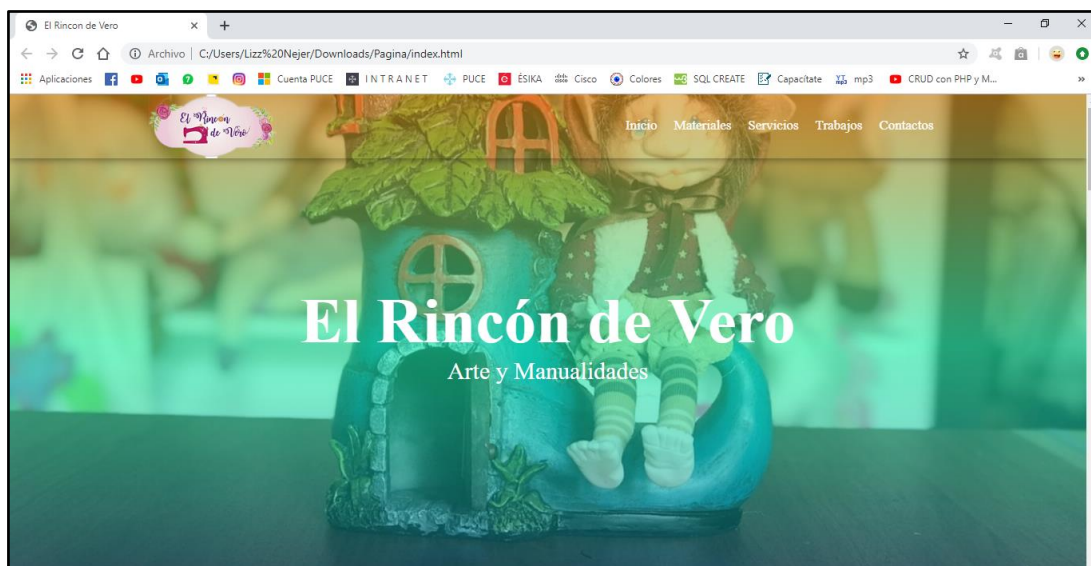 El Rincon de Vero
Archivo C:/Users/Lizz%20Nejer/Downloads/Pagina/index.html
Aplicaciones Cuenta PUCE I N T R A N E T PUCE ÉSIKA Cisco Colores SQL CREATE Capacítate mp3 CRUD con PHP y M...
El Rincon
de Vero
Inicio Materiales Servicios Trabajos Contactos
El Rincón de Vero
Arte y Manualidades